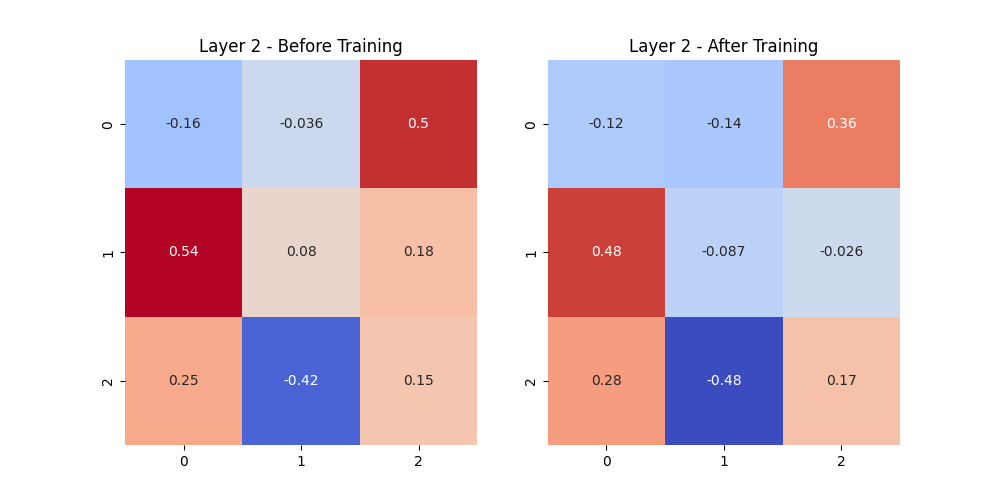 Layer 2 - Before Training
0 -0.16 -0.036 0.5
1 0.54 0.08 0.18
2 0.25 -0.42 0.15
0 1 2
Layer 2 - After Training
0 -0.12 -0.14 0.36
1 0.48 -0.087 -0.026
2 0.28 -0.48 0.17
0 1 2